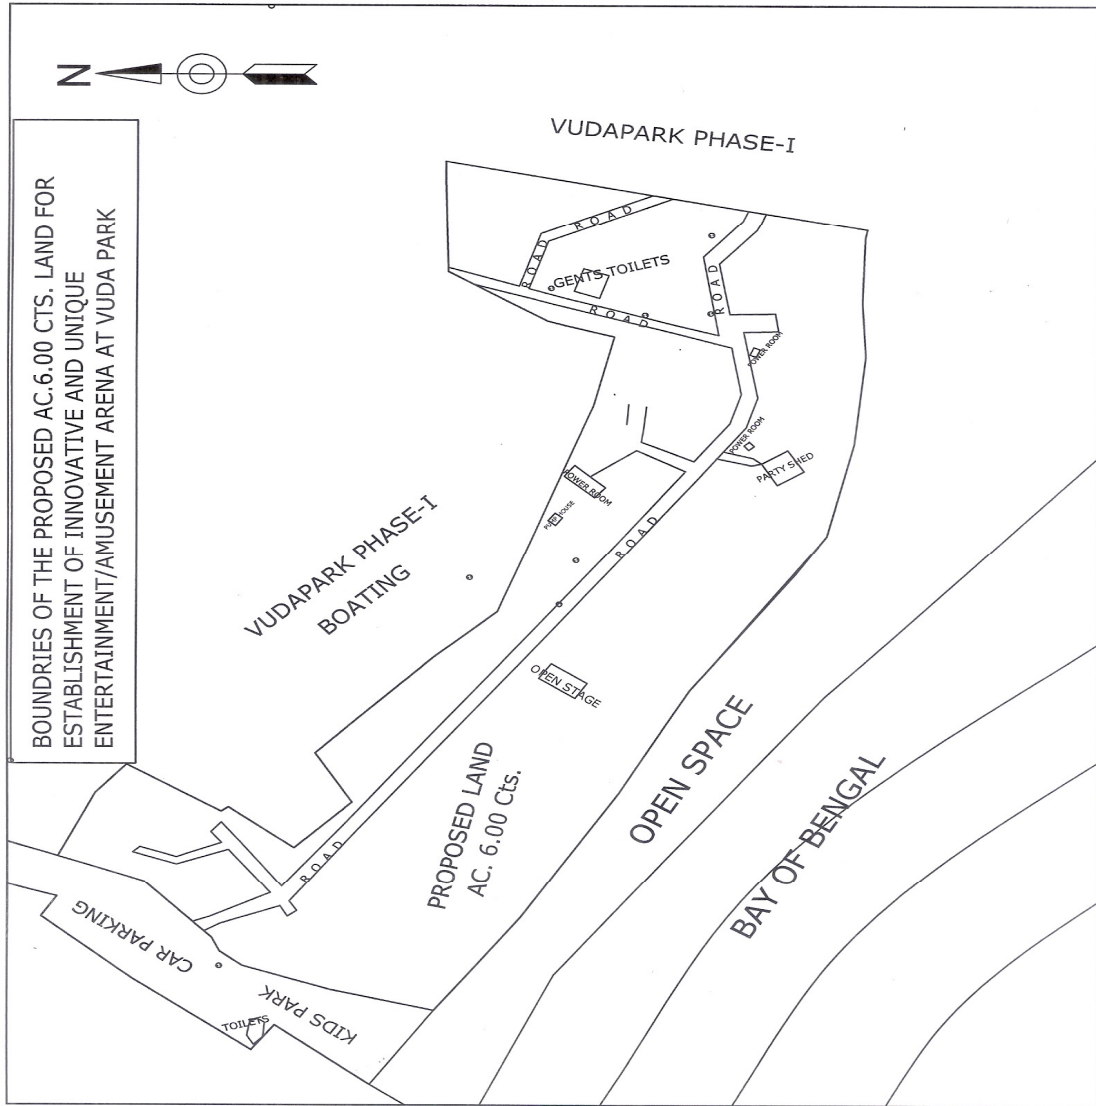 N
BOUNDRIES OF THE PROPOSED AC.6.00 CTS. LAND FOR
ESTABLISHMENT OF INNOVATIVE AND UNIQUE
ENTERTAINMENT/AMUSEMENT ARENA AT VUDA PARK
VUDAPARK PHASE-I
ROAD
ROAD
GENTS TOILETS
ROAD
ROAD
POWER ROOM
POWER ROOM
PARTY SHED
POWER ROOM
PUMP HOUSE
ROAD
VUDAPARK PHASE-I
BOATING
OPEN STAGE
PROPOSED LAND
AC. 6.00 Cts.
OPEN SPACE
BAY OF BENGAL
ROAD
CAR PARKING
KIDS PARK
TOILETS